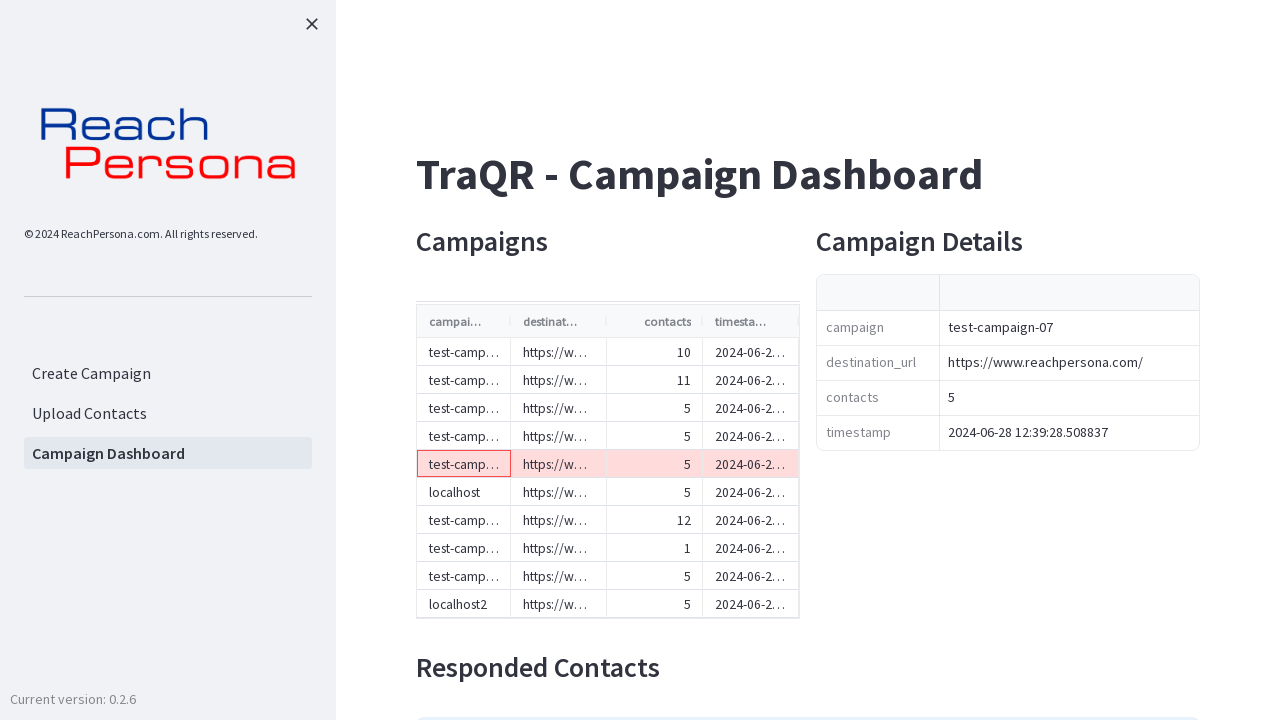 Reach
Persona
© 2024 ReachPersona.com. All rights reserved.
Create Campaign
Upload Contacts
Campaign Dashboard
Current version: 0.2.6
TraQR - Campaign Dashboard
Campaigns
campai… destinat… contacts timesta…
test-camp… https://w… 10 2024-06-2…
test-camp… https://w… 11 2024-06-2…
test-camp… https://w… 5 2024-06-2…
test-camp… https://w… 5 2024-06-2…
test-camp… https://w… 5 2024-06-2…
localhost https://w… 5 2024-06-2…
test-camp… https://w… 12 2024-06-2…
test-camp… https://w… 1 2024-06-2…
test-camp… https://w… 5 2024-06-2…
localhost2 https://w… 5 2024-06-2…
Campaign Details
campaign test-campaign-07
destination_url https://www.reachpersona.com/
contacts 5
timestamp 2024-06-28 12:39:28.508837
Responded Contacts